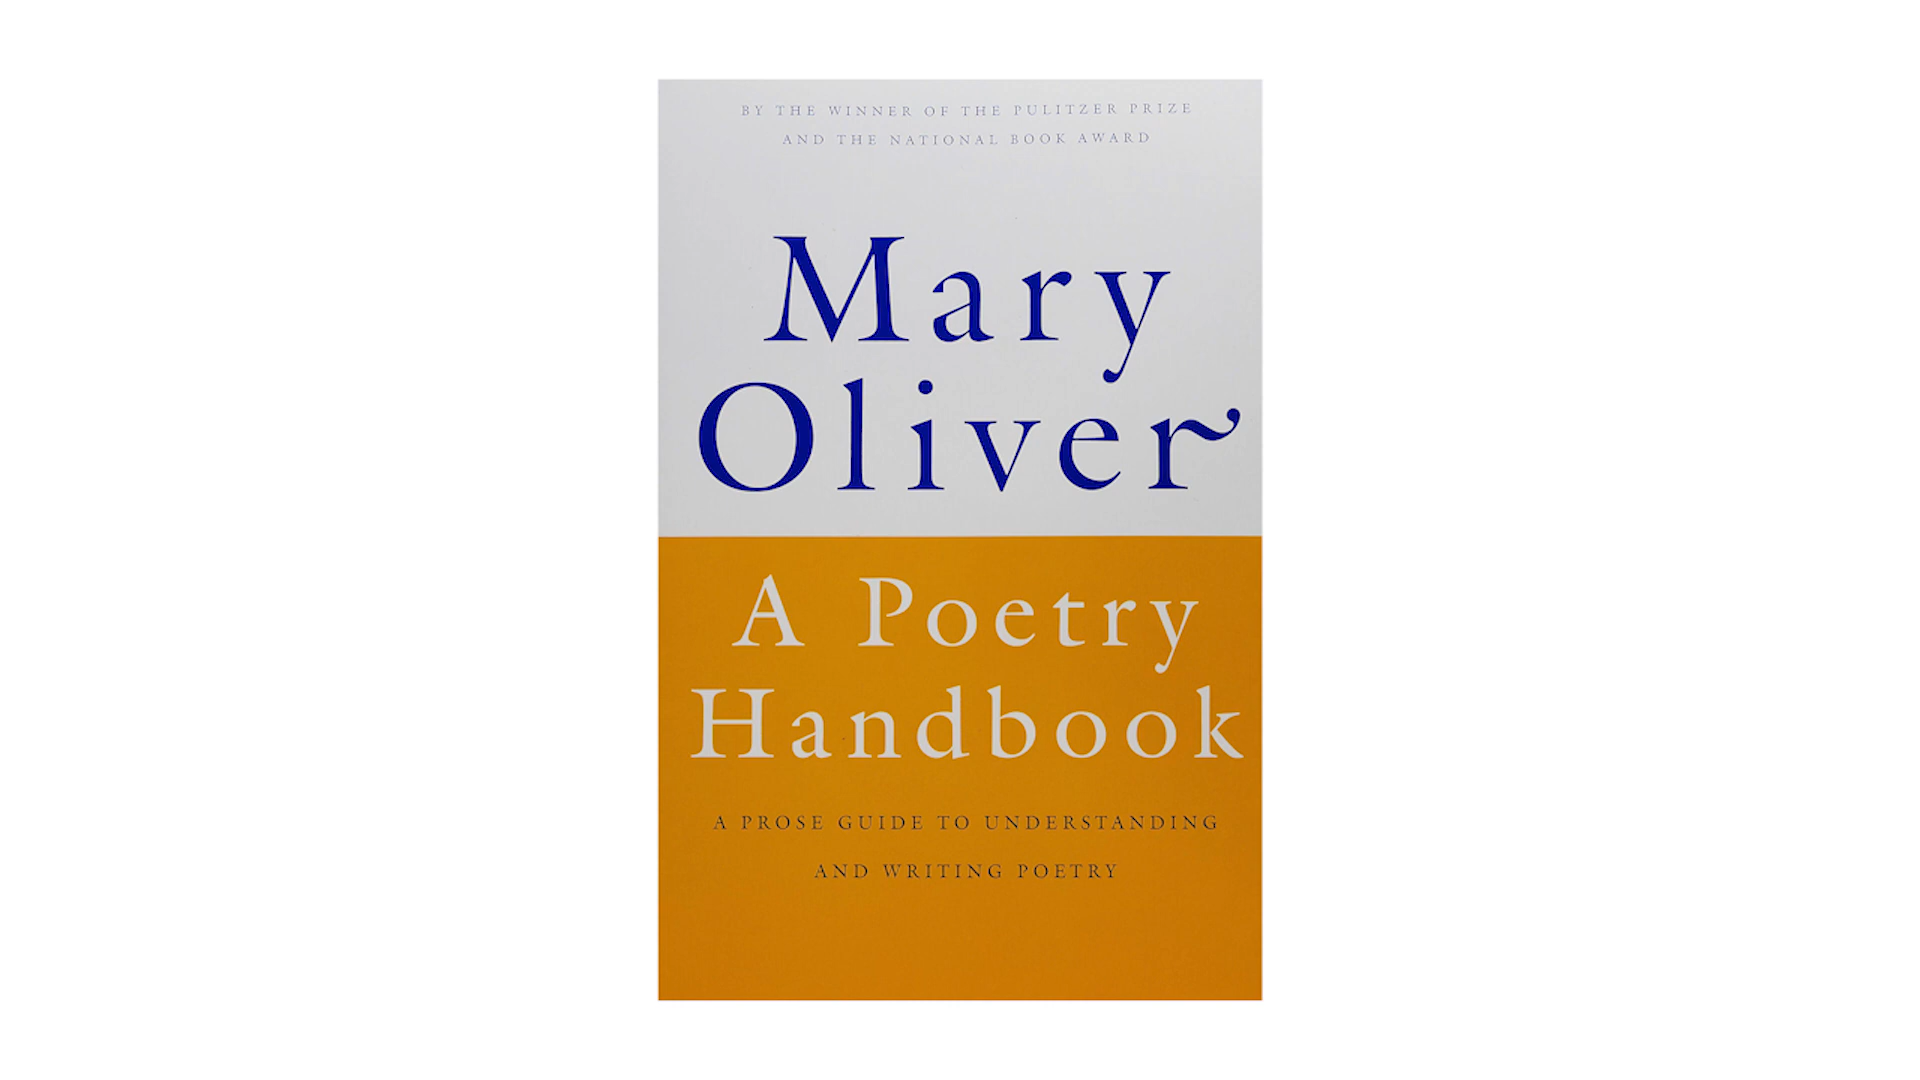 BY THE WINNER OF THE PULITZER PRIZE
AND THE NATIONAL BOOK AWARD
Mary
Oliver
A Poetry
Handbook
A PROSE GUIDE TO UNDERSTANDING
AND WRITING POETRY